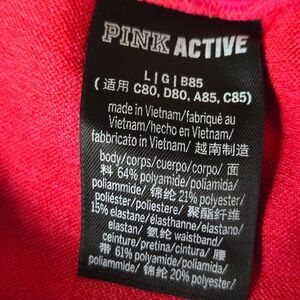 PINK ACTIVE
L | G | B85
(适用 C80, D80, A85, C85)
made in Vietnam/fabriqué au
Vietnam/hecho en Vietnam/
fabbricato in Vietnam/ 越南制造
body/corps/cuerpo/corpo/ 面
料 64% polyamide/poliamida/
poliammide/ 锦纶 21% polyester/
poliéster/poliestere/ 聚酯纤维
15% elastane/élasthanne/elastano/
elastan/ 氨纶 waistband/
ceinture/pretina/cintura/ 腰
带 61% polyamide/poliamida/
poliammide/ 锦纶 20% polyester/